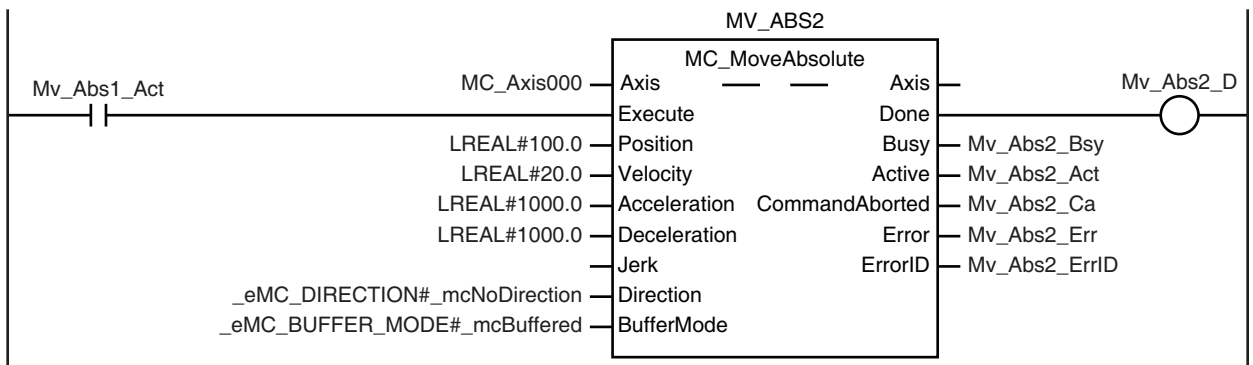 MV_ABS2
MC_MoveAbsolute
Mv_Abs1_Act
MC_Axis000 Axis Axis Mv_Abs2_D
Execute Done
LREAL#100.0 Position Busy Mv_Abs2_Bsy
LREAL#20.0 Velocity Active Mv_Abs2_Act
LREAL#1000.0 Acceleration CommandAborted Mv_Abs2_Ca
LREAL#1000.0 Deceleration Error Mv_Abs2_Err
Jerk ErrorID Mv_Abs2_ErrID
_eMC_DIRECTION#_mcNoDirection Direction
_eMC_BUFFER_MODE#_mcBuffered BufferMode